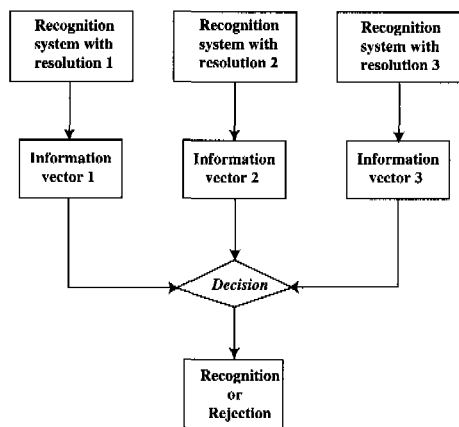 Recognition
system with
resolution 1
Recognition
system with
resolution 2
Recognition
system with
resolution 3
Information
vector 1
Information
vector 2
Information
vector 3
Decision
Recognition
or
Rejection